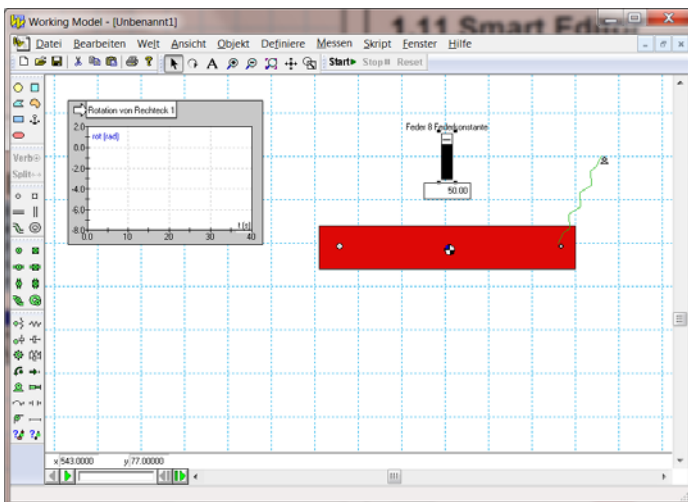 1.11 Smart Edi
Working Model - [Unbenannt1]
Datei Bearbeiten Welt Ansicht Objekt Definiere Messen Skript Fenster Hilfe
A Start Stop Reset
Rotation von Rechteck 1
2.0
rot [rad]
0.0
-2.0
-4.0
-6.0
-8.0
t [s]
0.0 20 40
Feder 8 Federkonstante
50.00
Verb
Split
x 543.0000 y 77.00000